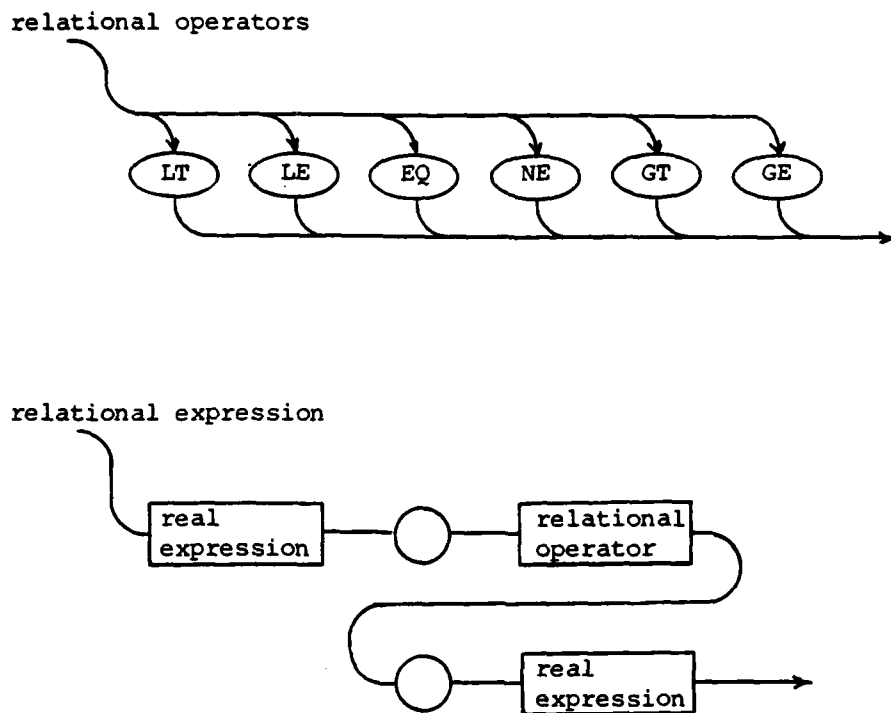 relational operators
LT LE EQ NE GT GE
relational expression
real
expression
relational
operator
real
expression